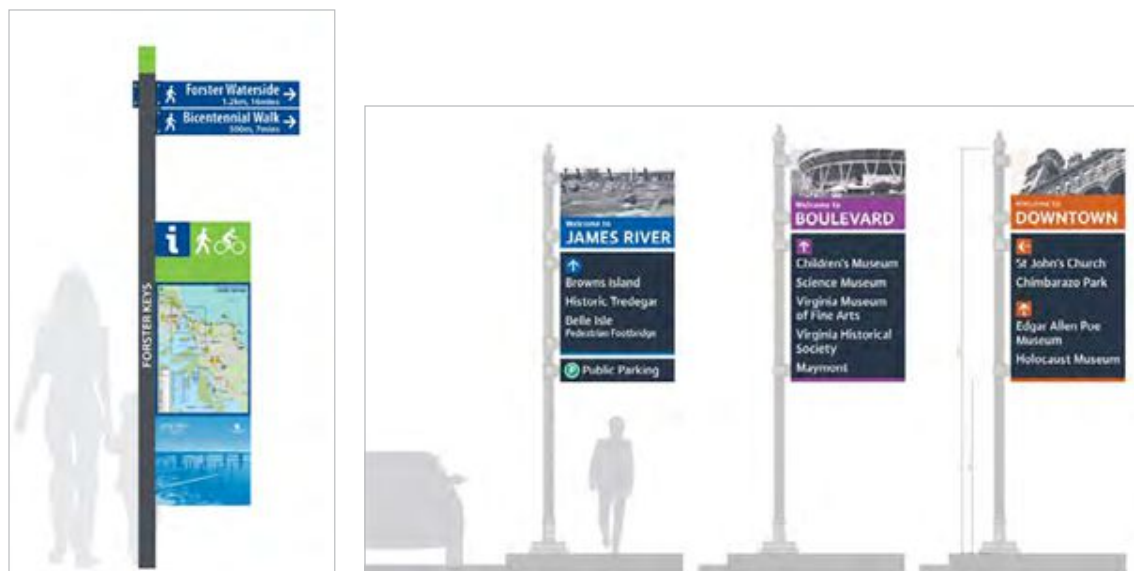 Forster Waterside
1.2km, 16mins
Bicentennial Walk
500m, 7mins
i
FORSTER KEYS
Welcome to
JAMES RIVER
Browns Island
Historic Tredegar
Belle Isle
Pedestrian Footbridge
P Public Parking
Welcome to
BOULEVARD
Children's Museum
Science Museum
Virginia Museum
of Fine Arts
Virginia Historical
Society
Maymont
WELCOME TO
DOWNTOWN
St John's Church
Chimbarazo Park
Edgar Allen Poe
Museum
Holocaust Museum